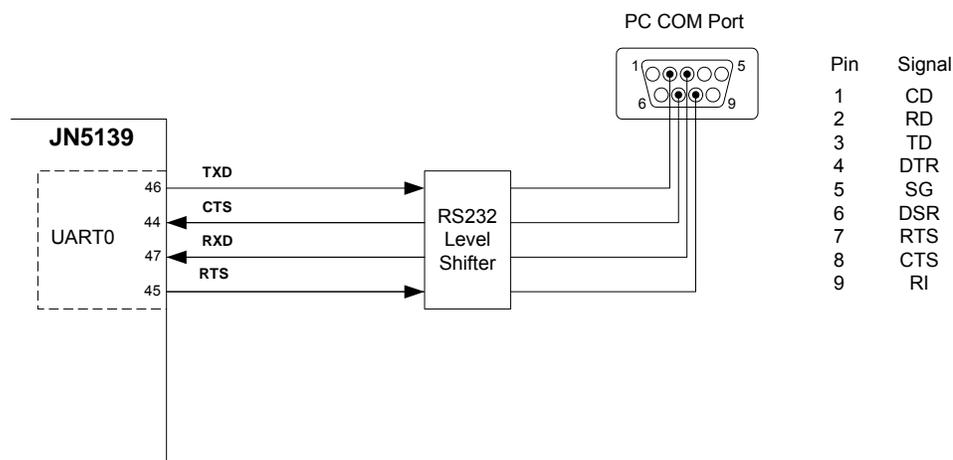 PC COM Port
1 5
6 9
Pin Signal
1 CD
2 RD
3 TD
4 DTR
5 SG
6 DSR
7 RTS
8 CTS
9 RI
JN5139
UART0
46 TXD
44 CTS
47 RXD
45 RTS
RS232
Level
Shifter